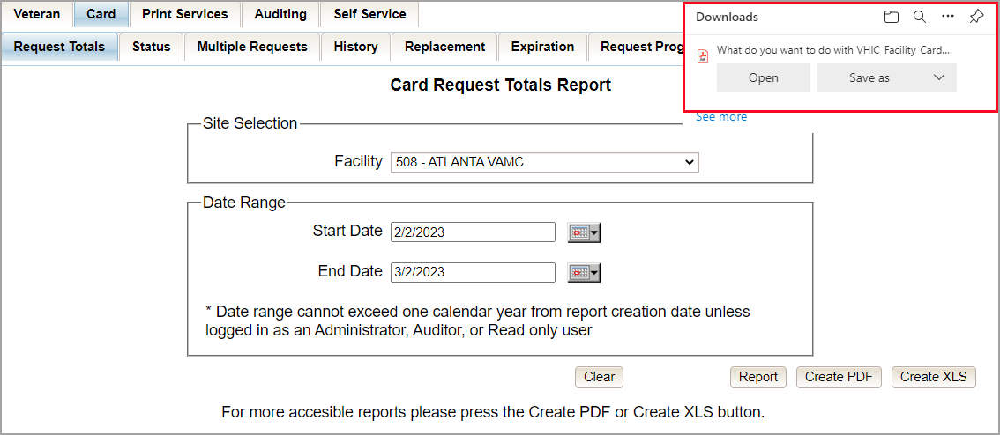 Veteran Card Print Services Auditing Self Service
Request Totals Status Multiple Requests History Replacement Expiration Request Prog
Downloads
What do you want to do with VHIC_Facility_Card...
Open Save as
See more
Card Request Totals Report
Site Selection
Facility 508 - ATLANTA VAMC
Date Range
Start Date 2/2/2023
End Date 3/2/2023
* Date range cannot exceed one calendar year from report creation date unless
logged in as an Administrator, Auditor, or Read only user
Clear Report Create PDF Create XLS
For more accesible reports please press the Create PDF or Create XLS button.